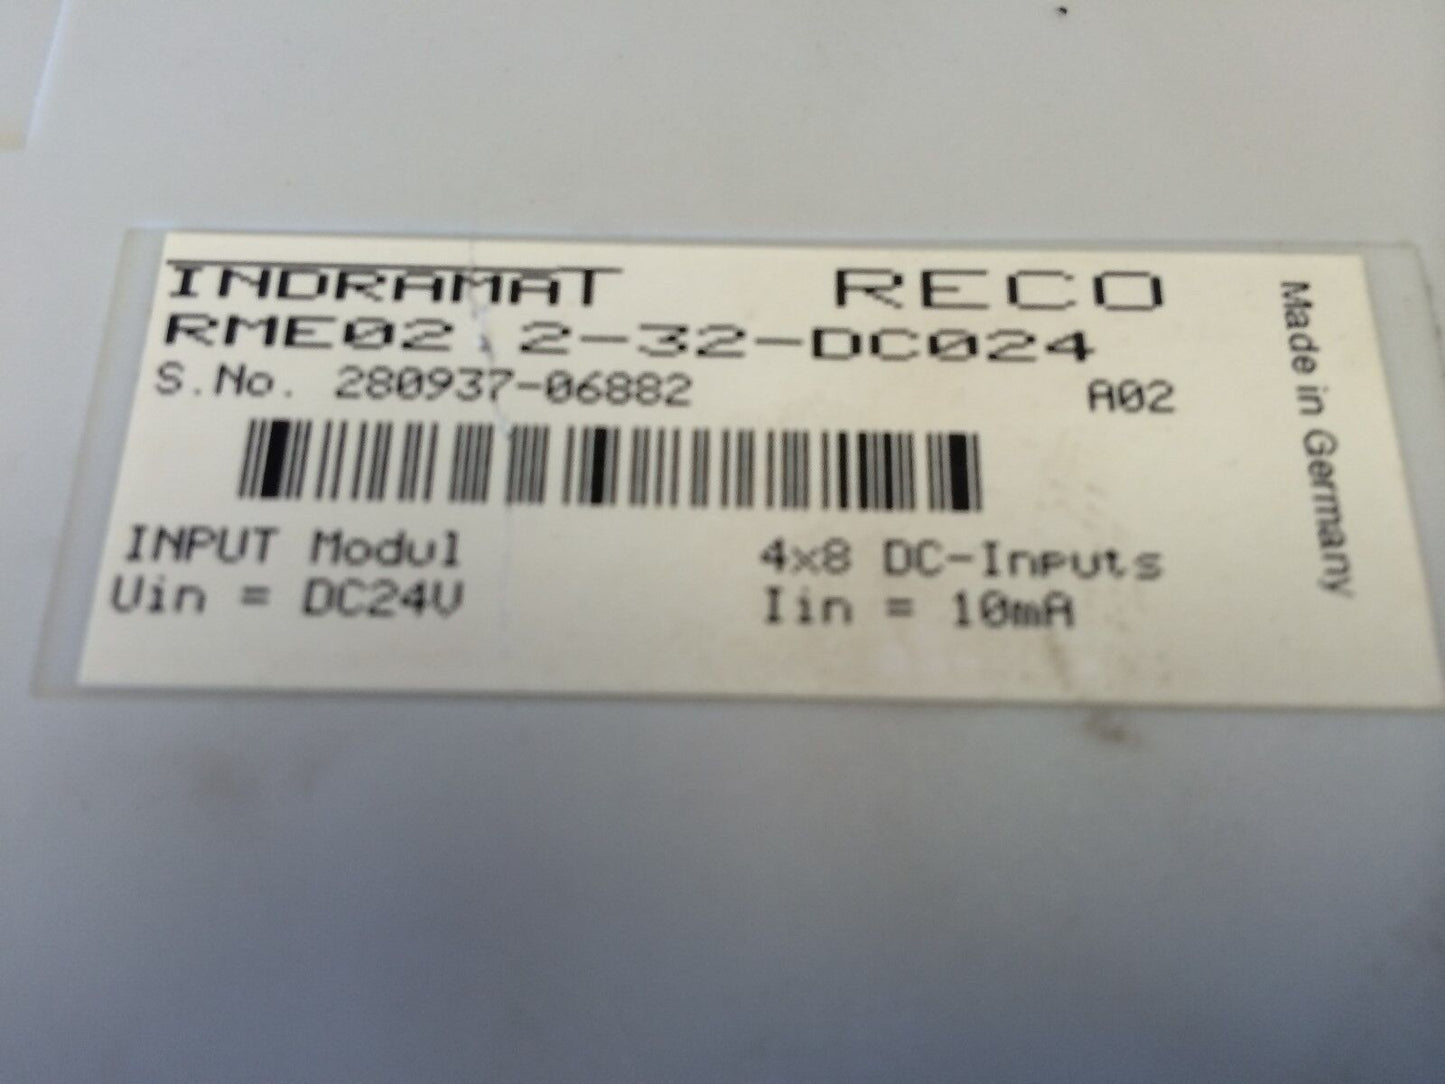 INDRAMAT RECO
RME02.2-32-DC024
S.No. 280937-06882 A02
INPUT Modul 4x8 DC-Inputs
Uin = DC24V Iin = 10mA
Made in Germany